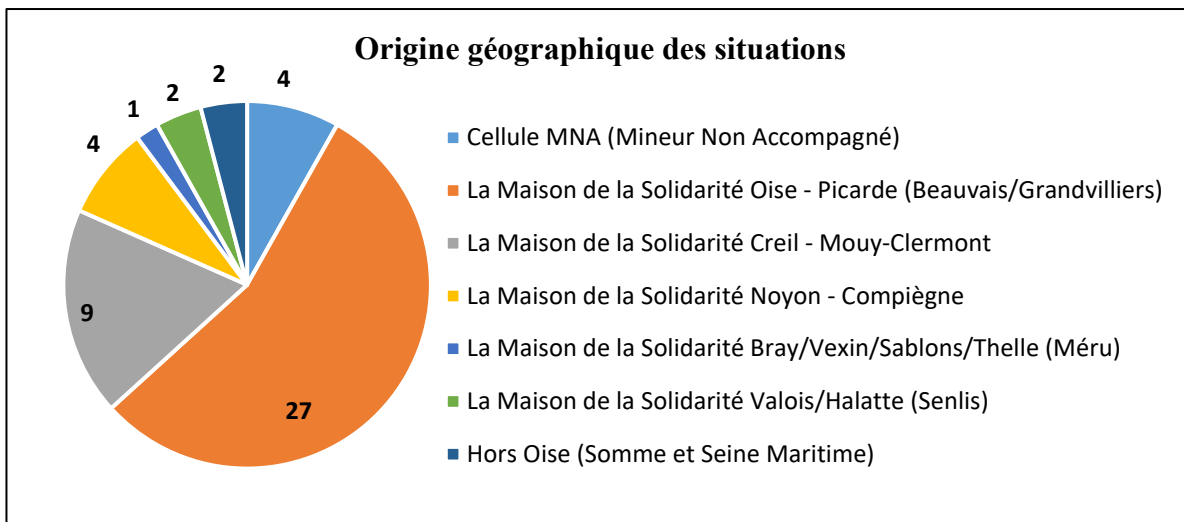 Origine géographique des situations
4
27
9
4
1
2
2
Cellule MNA (Mineur Non Accompagné)
La Maison de la Solidarité Oise - Picarde (Beauvais/Grandvilliers)
La Maison de la Solidarité Creil - Mouy-Clermont
La Maison de la Solidarité Noyon - Compiègne
La Maison de la Solidarité Bray/Vexin/Sablons/Thelle (Méru)
La Maison de la Solidarité Valois/Halatte (Senlis)
Hors Oise (Somme et Seine Maritime)